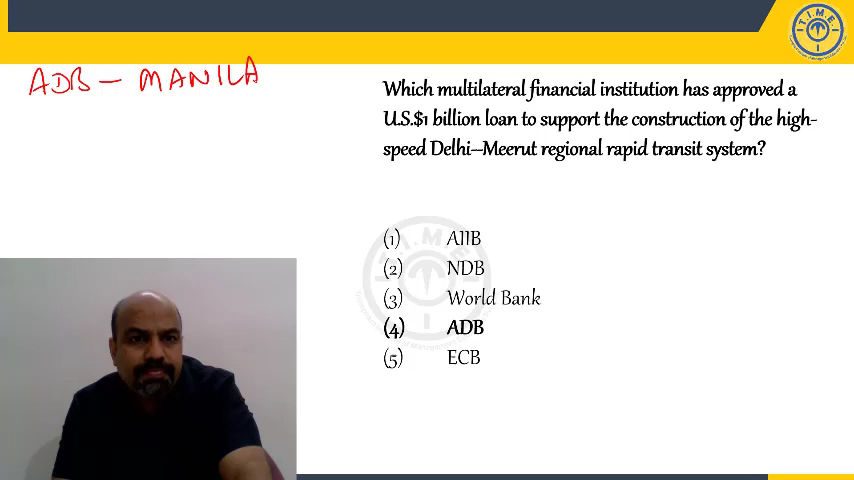 T.I.M.E.
ADB – MANILA
Which multilateral financial institution has approved a
U.S.$1 billion loan to support the construction of the high-
speed Delhi–Meerut regional rapid transit system?
T.I.M.E.
(1) AIIB
(2) NDB
(3) World Bank
(4) ADB
(5) ECB